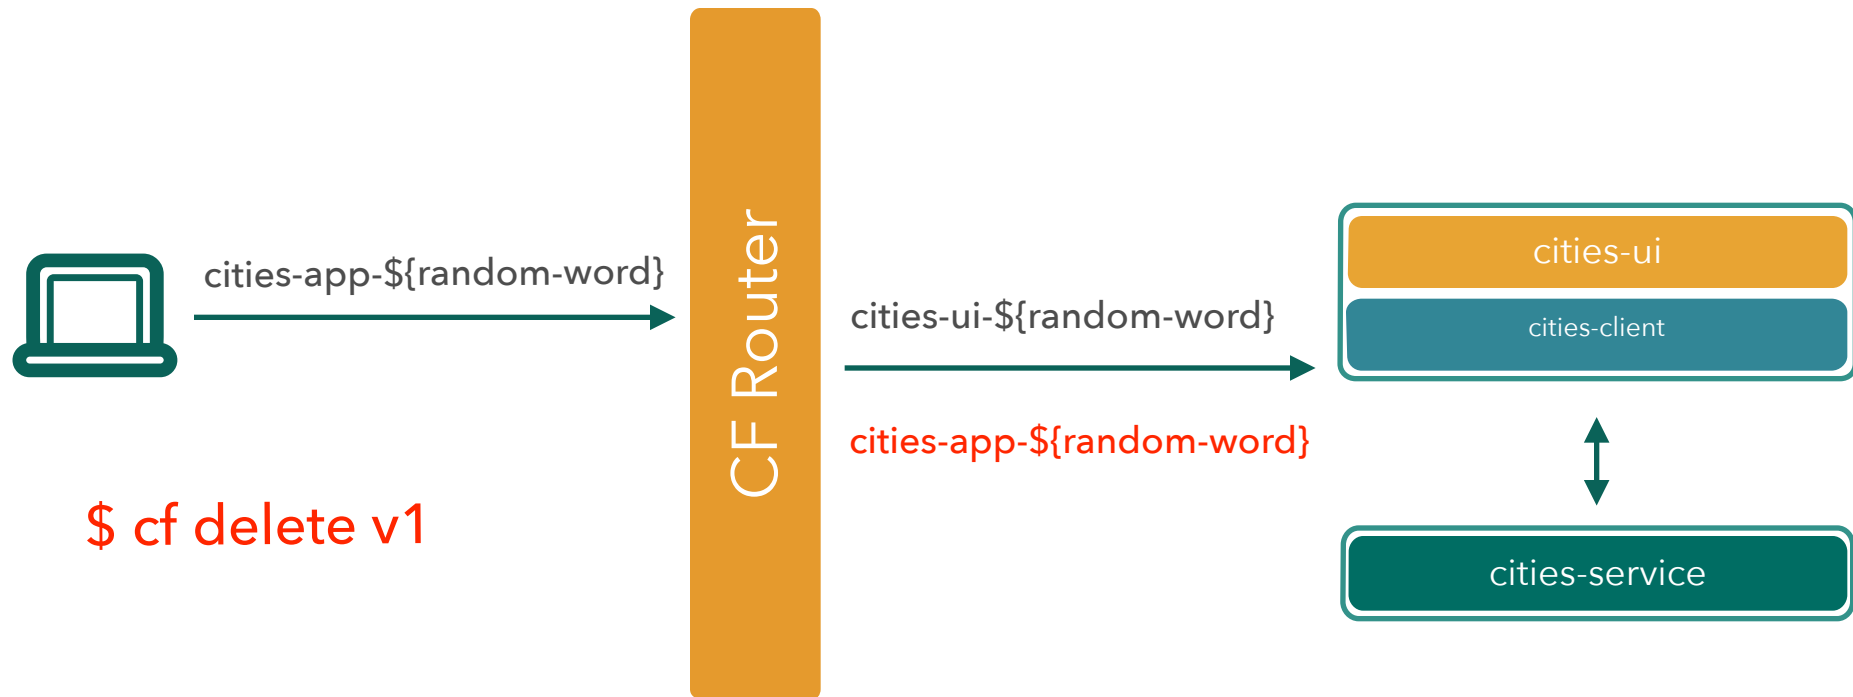 cities-app-${random-word}
$ cf delete v1
CF Router
cities-ui-${random-word}
cities-app-${random-word}
cities-ui
cities-client
cities-service